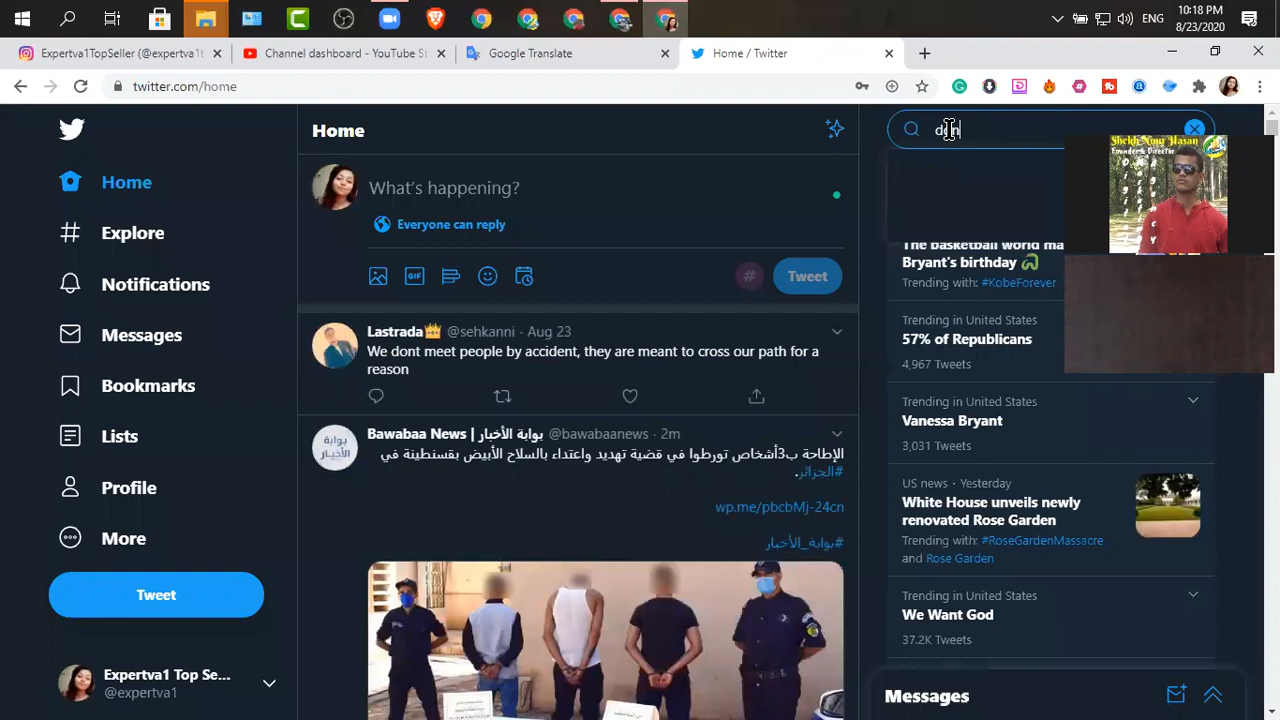 10:18 PM
ENG
8/23/2020
Expertva1TopSeller (@expertva1t
Channel dashboard - YouTube St
Google Translate
Home / Twitter
twitter.com/home
Home
What's happening?
Everyone can reply
GIF
#
Tweet
Home
Explore
Notifications
Messages
Bookmarks
Lists
Profile
More
Tweet
Expertva1 Top Se...
@expertva1
Lastrada👑 @sehkanni · Aug 23
We dont meet people by accident, they are meant to cross our path for a
reason
Bawabaa News | بوابة الأخبار @bawabaanews · 2m
الإطاحة ب3أشخاص تورطوا في قضية تهديد واعتداء بالسلاح الأبيض بقسنطينة في
#الجزائر.
wp.me/pbcbMj-24cn
#بوابة_الأخبار
Shekh Nour Hasan
Founder & Director
The basketball world ma
Bryant's birthday
Trending with: #KobeForever
Trending in United States
57% of Republicans
4,967 Tweets
Trending in United States
Vanessa Bryant
3,031 Tweets
US news · Yesterday
White House unveils newly
renovated Rose Garden
Trending with: #RoseGardenMassacre
and Rose Garden
Trending in United States
We Want God
37.2K Tweets
Messages